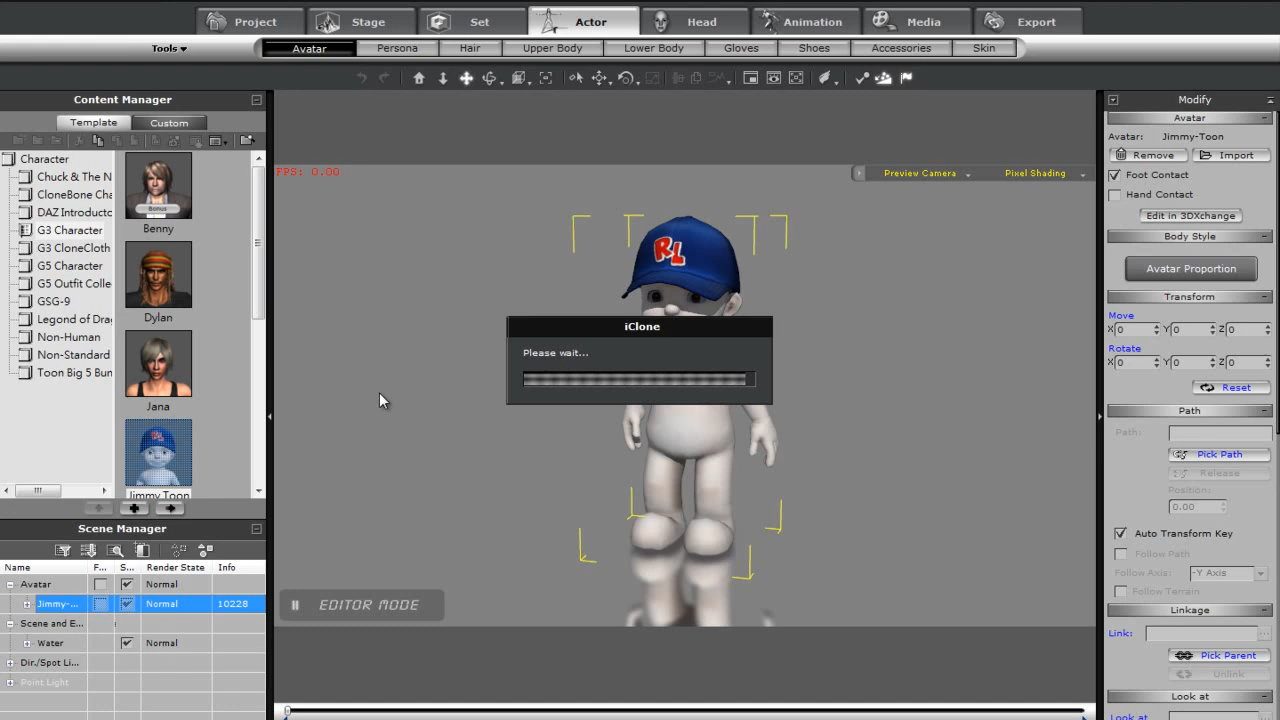 Project Stage Set Actor Head Animation Media Export
Tools Avatar Persona Hair Upper Body Lower Body Gloves Shoes Accessories Skin
Content Manager
Template Custom
Character
Chuck & The N
CloneBone Cha
DAZ Introducto
G3 Character
G3 CloneCloth
G5 Character
G5 Outfit Colle
GSG-9
Legend of Drag
Non-Human
Non-Standard
Toon Big 5 Bun
Bonus
Benny
Dylan
Jana
RL
Jimmy Toon
Scene Manager
Name F... S... Render State Info
Avatar Normal
Jimmy-... Normal 10228
Scene and E...
Water Normal
Dir./Spot Li...
Point Light
FPS: 0.00
Preview Camera Pixel Shading
RL
iClone
Please wait...
EDITOR MODE
Modify
Avatar
Avatar: Jimmy-Toon
Remove Import
Foot Contact
Hand Contact
Edit in 3DXchange
Body Style
Avatar Proportion
Transform
Move
X 0 Y 0 Z 0
Rotate
X 0 Y 0 Z 0
Reset
Path
Path:
Pick Path
Release
Position:
0.00
Auto Transform Key
Follow Path
Follow Axis: -Y Axis
Follow Terrain
Linkage
Link:
Pick Parent
Unlink
Look at
Look at